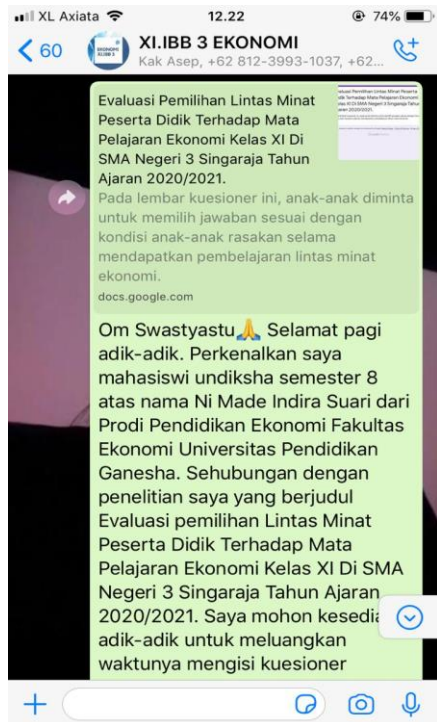 XL Axiata
12.22
74%
60
XI.IBB 3 EKONOMI
Kak Asep, +62 812-3993-1037, +62...
Evaluasi Pemilihan Lintas Minat
Peserta Didik Terhadap Mata
Pelajaran Ekonomi Kelas XI Di
SMA Negeri 3 Singaraja Tahun
Ajaran 2020/2021.
Pada lembar kuesioner ini, anak-anak diminta
untuk memilih jawaban sesuai dengan
kondisi anak-anak rasakan selama
mendapatkan pembelajaran lintas minat
ekonomi.
docs.google.com
Om Swastyastu🙏 Selamat pagi
adik-adik. Perkenalkan saya
mahasiswi undiksha semester 8
atas nama Ni Made Indira Suari dari
Prodi Pendidikan Ekonomi Fakultas
Ekonomi Universitas Pendidikan
Ganesha. Sehubungan dengan
penelitian saya yang berjudul
Evaluasi pemilihan Lintas Minat
Peserta Didik Terhadap Mata
Pelajaran Ekonomi Kelas XI Di SMA
Negeri 3 Singaraja Tahun Ajaran
2020/2021. Saya mohon
adik-adik untuk meluangkan
waktunya mengisi kuesioner